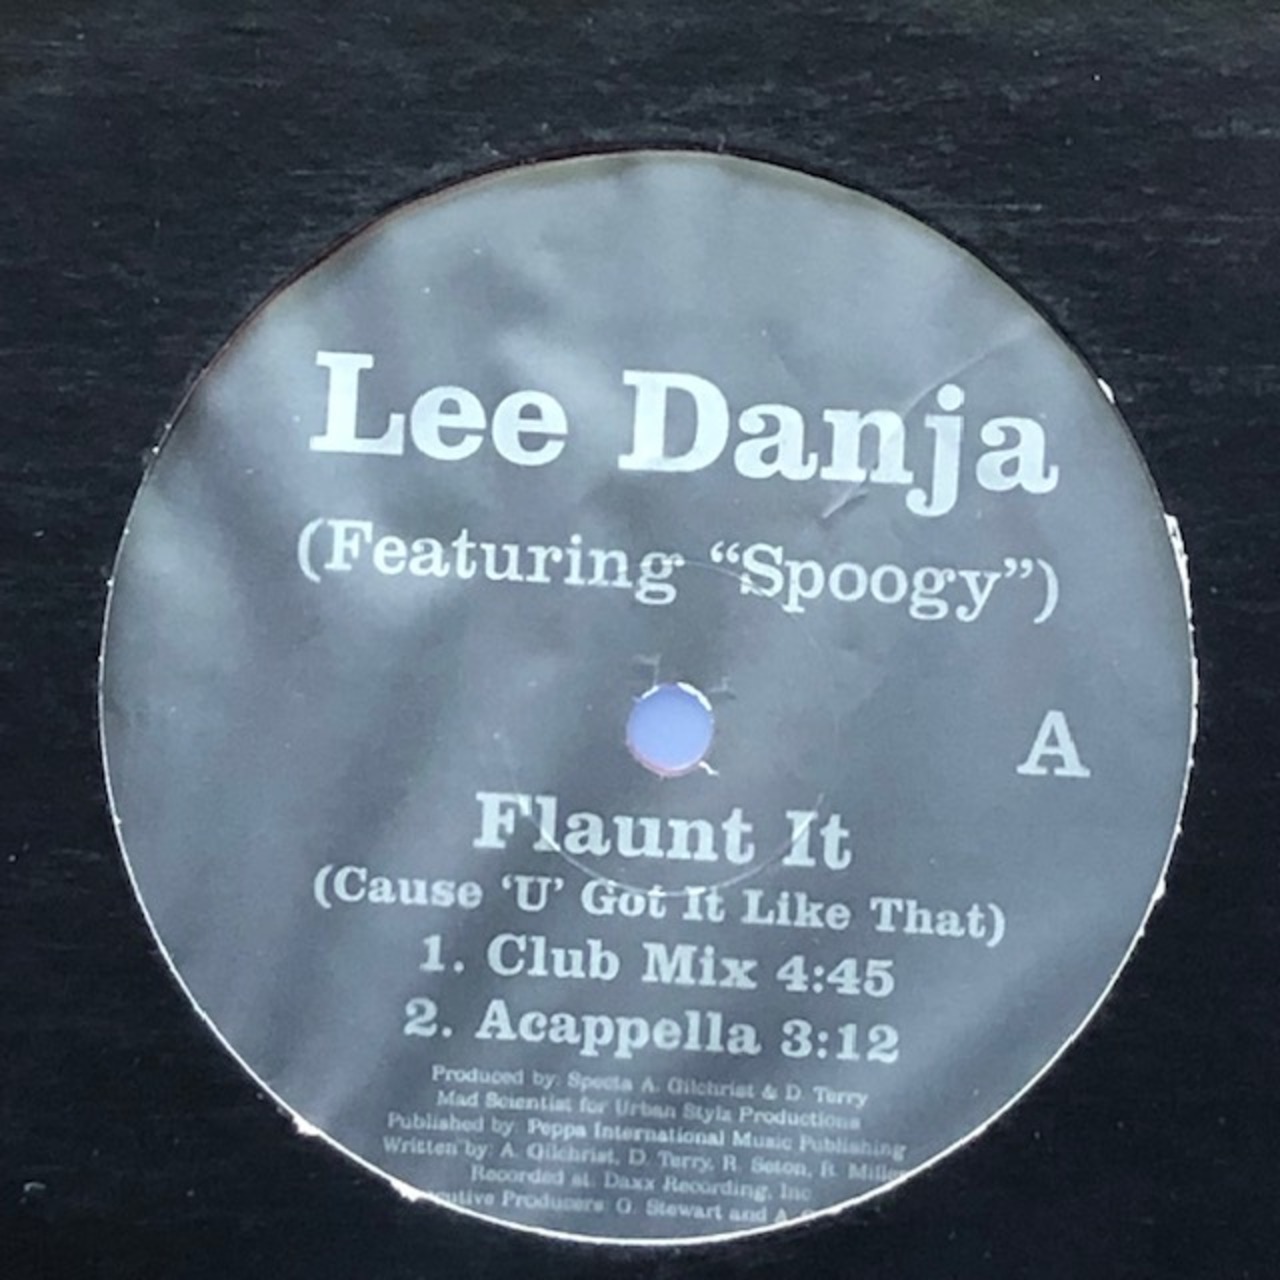 Lee Danja
(Featuring “Spoogy”)
A
Flaunt It
(Cause ‘U’ Got It Like That)
1. Club Mix 4:45
2. Acappella 3:12
Produced by: Specta A. Gilchrist & D. Terry
Mad Scientist for Urban Stylz Productions
Published by: Peppa International Music Publishing
Written by: A. Gilchrist, D. Terry, R. Seton, R.
Recorded at: Daxx Recording, Inc
Producers: G. Stewart and A.